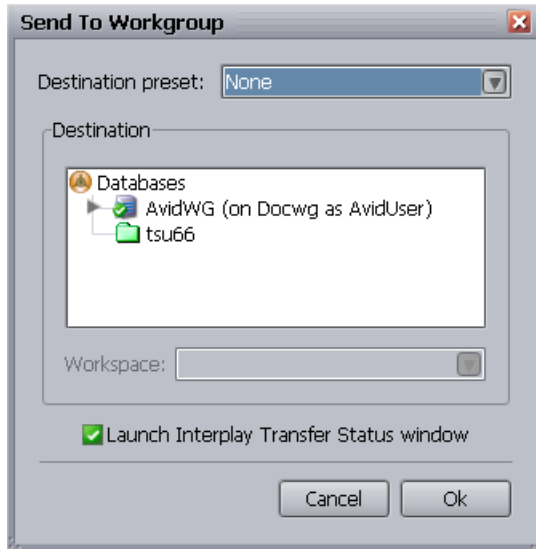 Send To Workgroup
Destination preset: None
Destination
Databases
AvidWG (on Docwg as AvidUser)
tsu66
Workspace:
Launch Interplay Transfer Status window
Cancel Ok